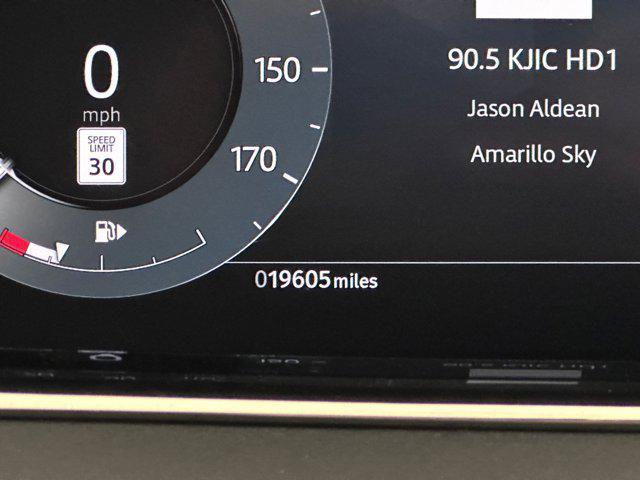 0
mph
SPEED
LIMIT
30
150
170
90.5 KJIC HD1
Jason Aldean
Amarillo Sky
019605 miles